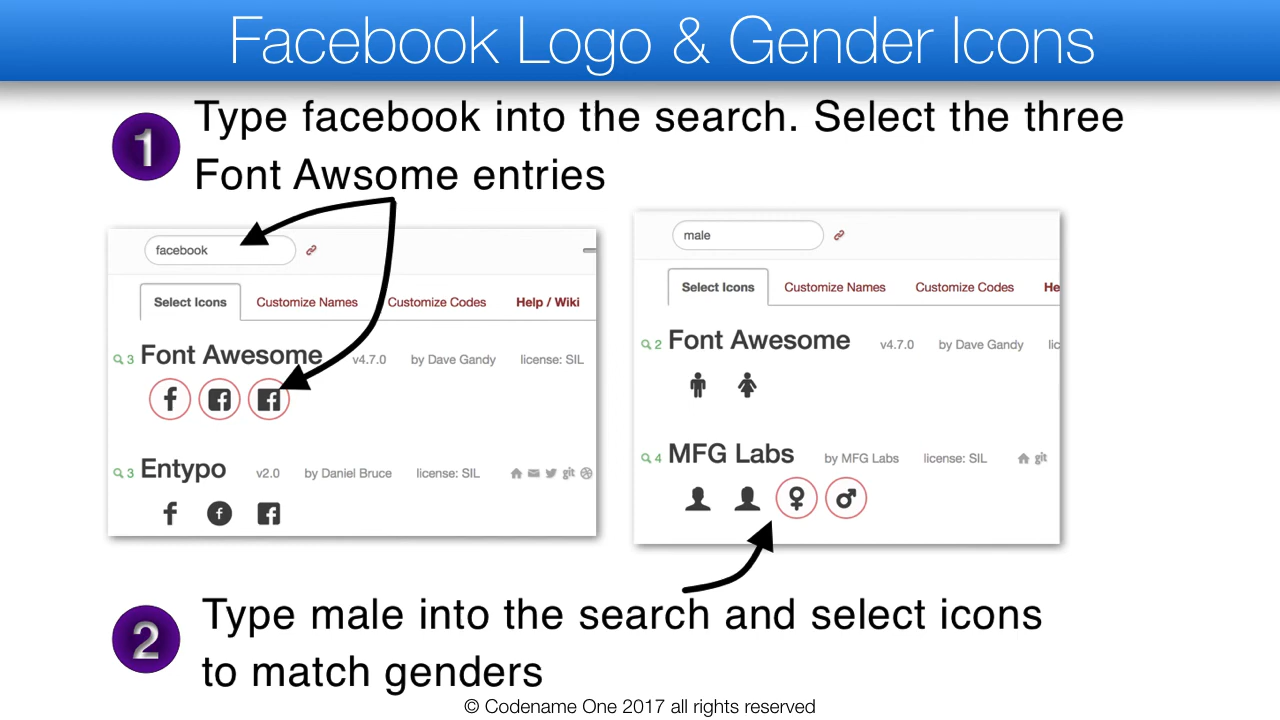 Facebook Logo & Gender Icons
1 Type facebook into the search. Select the three
Font Awsome entries
facebook
Select Icons Customize Names Customize Codes Help / Wiki
3 Font Awesome v4.7.0 by Dave Gandy license: SIL
3 Entypo v2.0 by Daniel Bruce license: SIL git
male
Select Icons Customize Names Customize Codes He
2 Font Awesome v4.7.0 by Dave Gandy lic
4 MFG Labs by MFG Labs license: SIL git
2 Type male into the search and select icons
to match genders
© Codename One 2017 all rights reserved